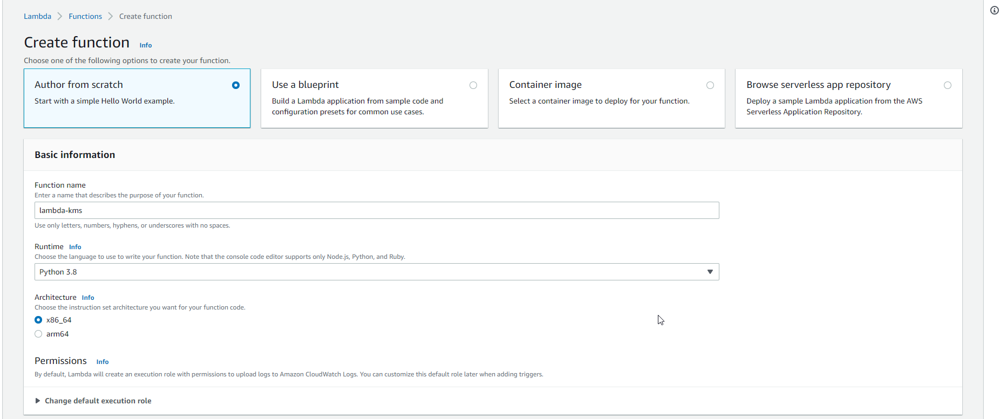 Lambda > Functions > Create function
Create function Info
Choose one of the following options to create your function.
Author from scratch
Start with a simple Hello World example.
Use a blueprint
Build a Lambda application from sample code and
configuration presets for common use cases.
Container image
Select a container image to deploy for your function.
Browse serverless app repository
Deploy a sample Lambda application from the AWS
Serverless Application Repository.
Basic information
Function name
Enter a name that describes the purpose of your function.
lambda-kms
Use only letters, numbers, hyphens, or underscores with no spaces.
Runtime Info
Choose the language to use to write your function. Note that the console code editor supports only Node.js, Python, and Ruby.
Python 3.8
Architecture Info
Choose the instruction set architecture you want for your function code.
x86_64
arm64
Permissions Info
By default, Lambda will create an execution role with permissions to upload logs to Amazon CloudWatch Logs. You can customize this default role later when adding triggers.
Change default execution role